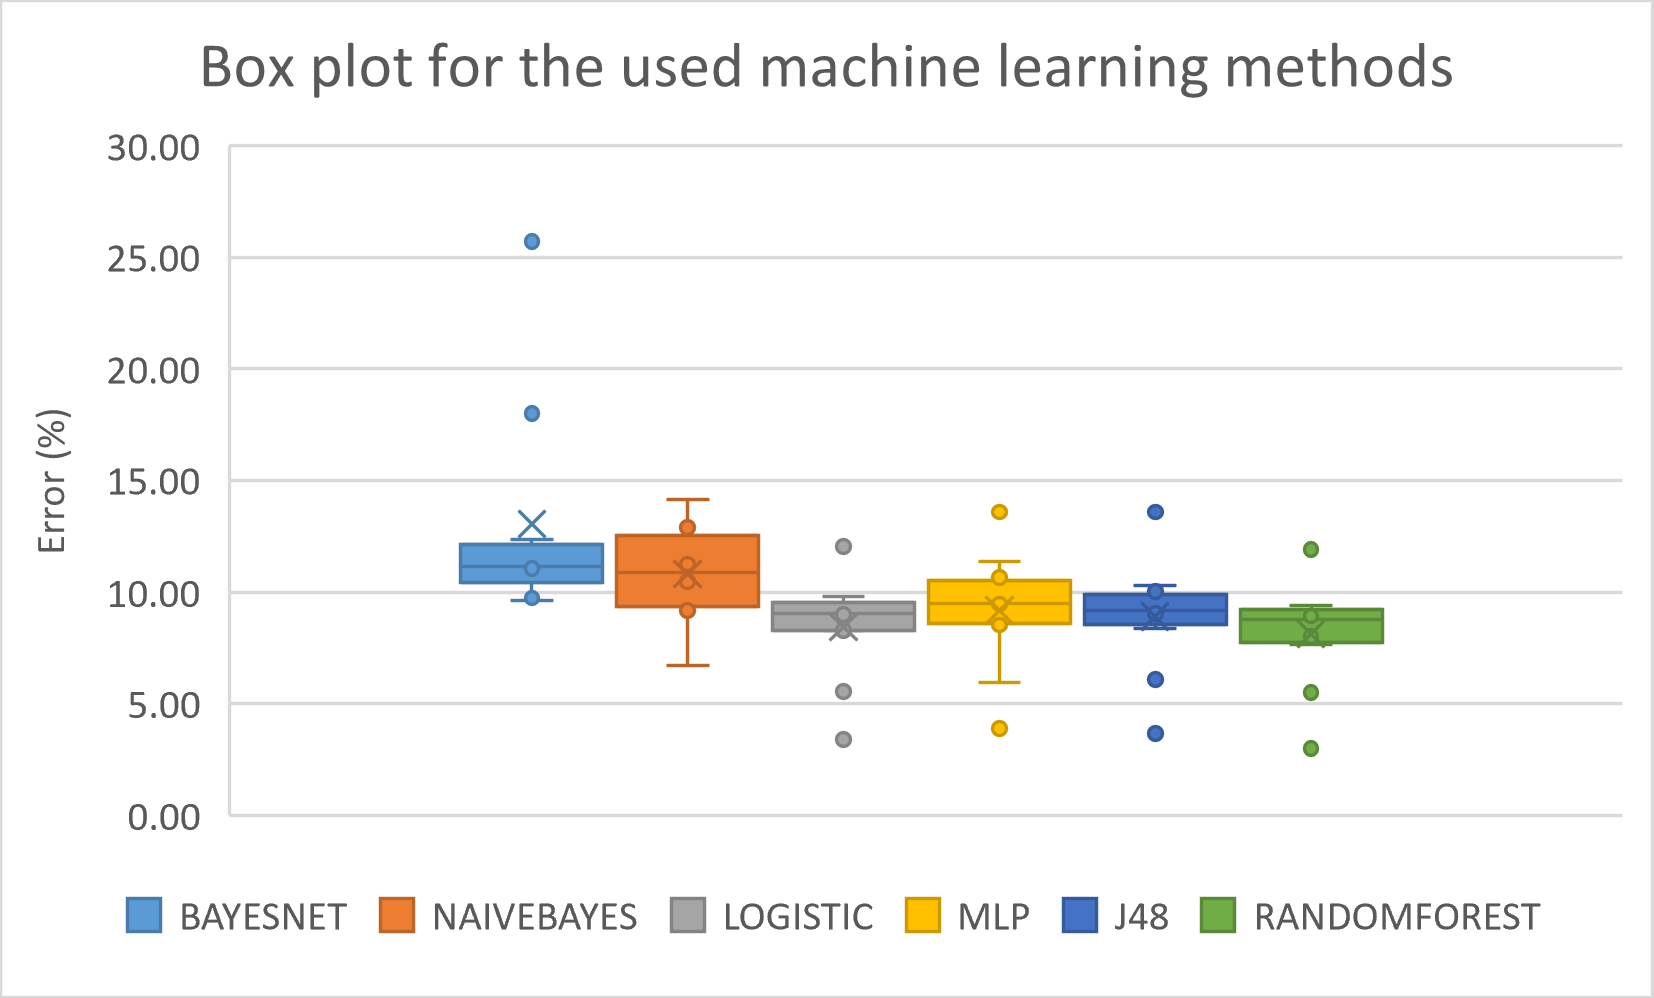 Box plot for the used machine learning methods
30.00
25.00
20.00
15.00
10.00
5.00
0.00
Error (%)
BAYESNET NAIVEBAYES LOGISTIC MLP J48 RANDOMFOREST